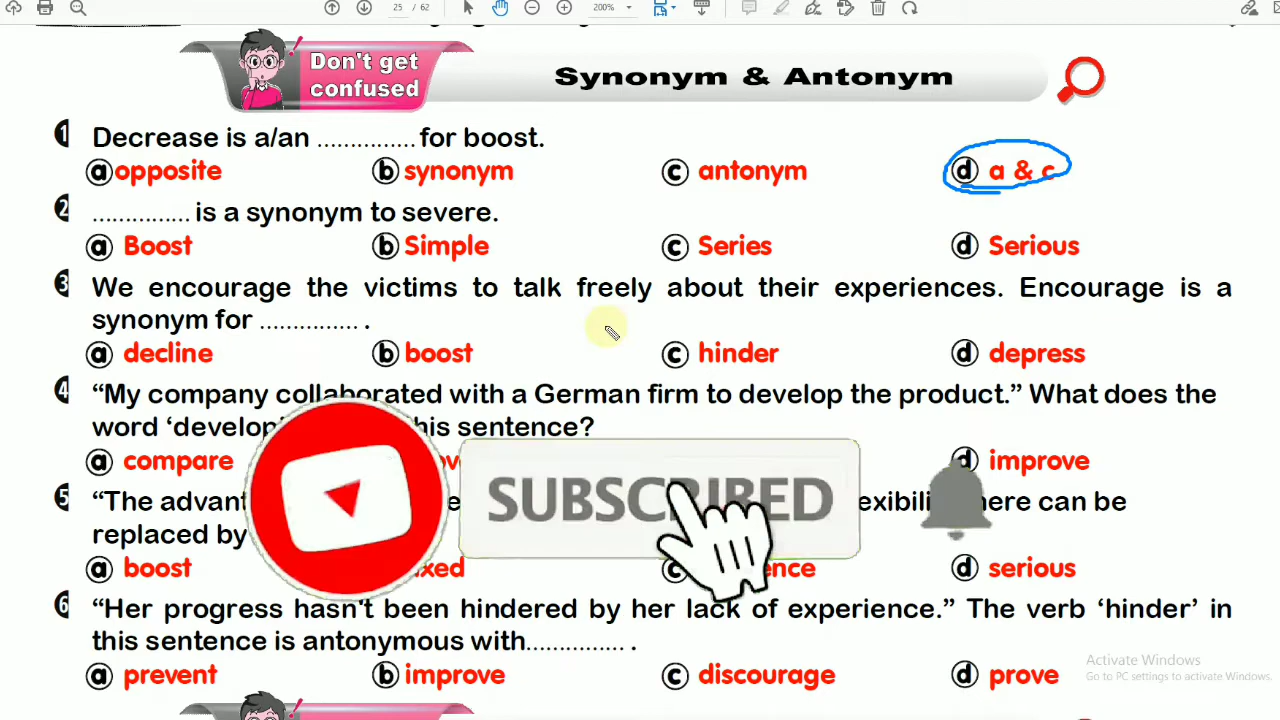 25 / 62
200%
Don't get
confused
Synonym & Antonym
1 Decrease is a/an ............... for boost.
a opposite b synonym c antonym d a & c
2 ............... is a synonym to severe.
a Boost b Simple c Series d Serious
3 We encourage the victims to talk freely about their experiences. Encourage is a
synonym for ............... .
a decline b boost c hinder d depress
4 “My company collaborated with a German firm to develop the product.” What does the
word ‘develop his sentence?
a compare d improve
5 “The advant here can be
replaced by
a boost c d serious
SUBSCRIBED
6 “Her progress hasn't been hindered by her lack of experience.” The verb ‘hinder’ in
this sentence is antonymous with............... .
a prevent b improve c discourage d prove
Activate Windows
Go to PC settings to activate Windows.